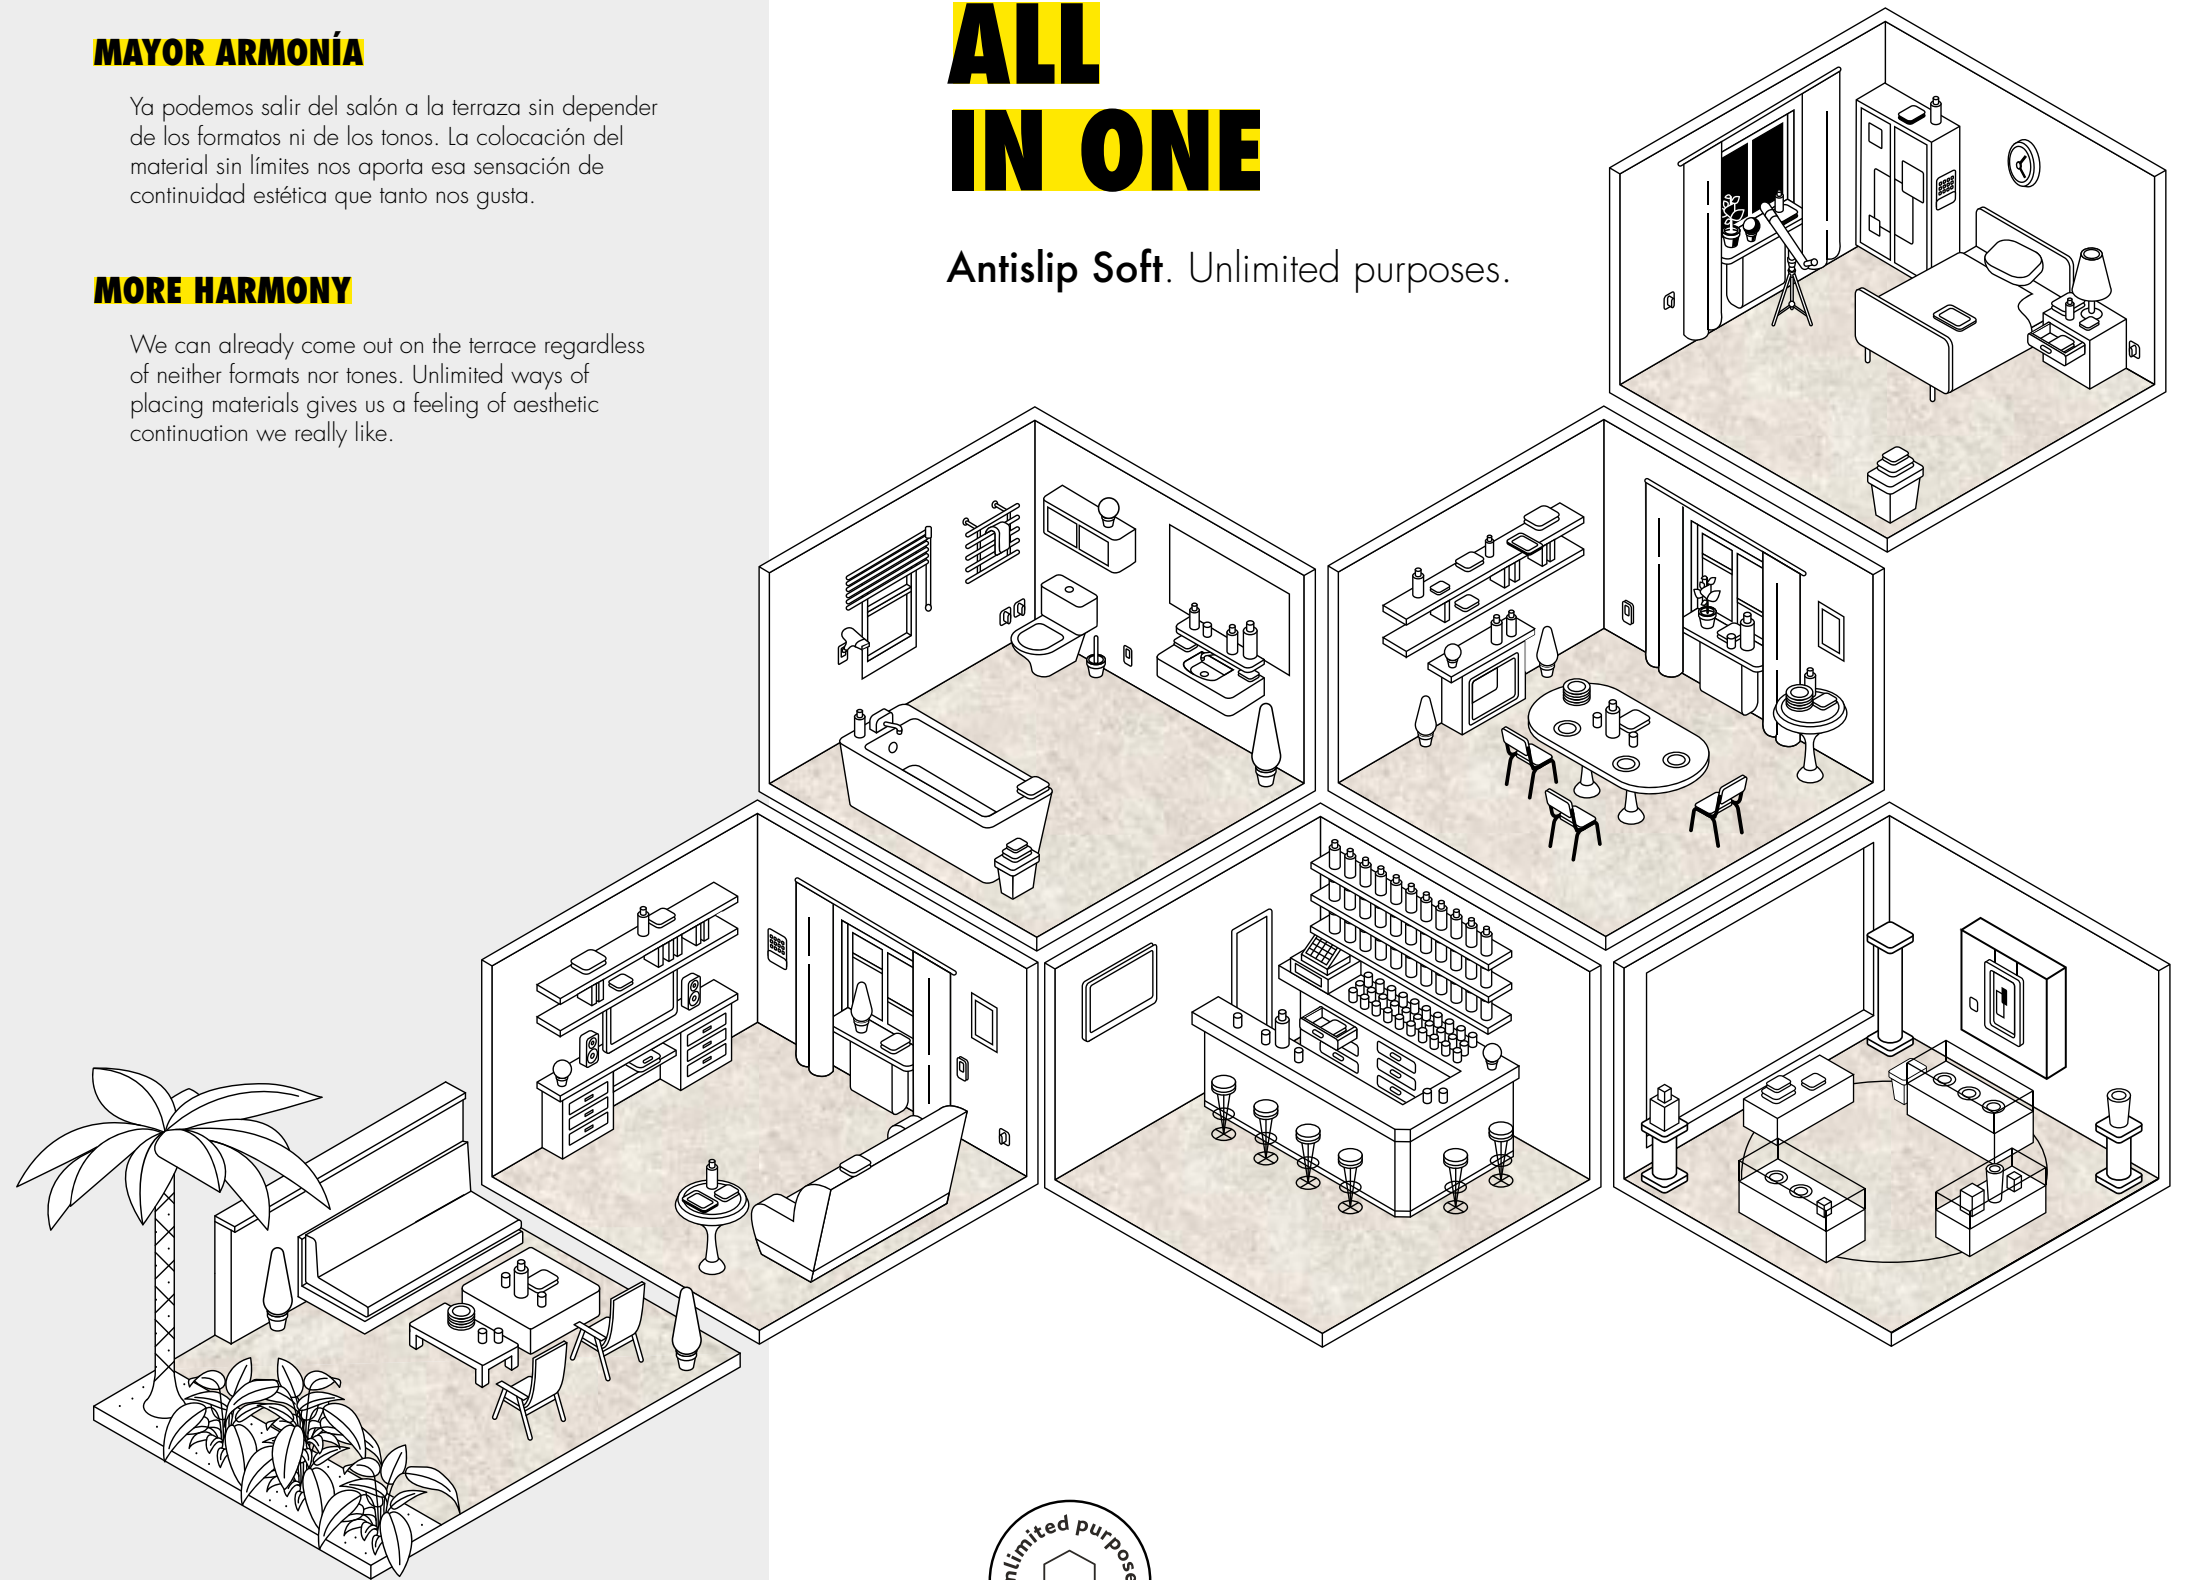 MAYOR ARMONÍA
Ya podemos salir del salón a la terraza sin depender
de los formatos ni de los tonos. La colocación del
material sin límites nos aporta esa sensación de
continuidad estética que tanto nos gusta.
MORE HARMONY
We can already come out on the terrace regardless
of neither formats nor tones. Unlimited ways of
placing materials gives us a feeling of aesthetic
continuation we really like.
ALL
IN ONE
Antislip Soft. Unlimited purposes.
nlimited purpose